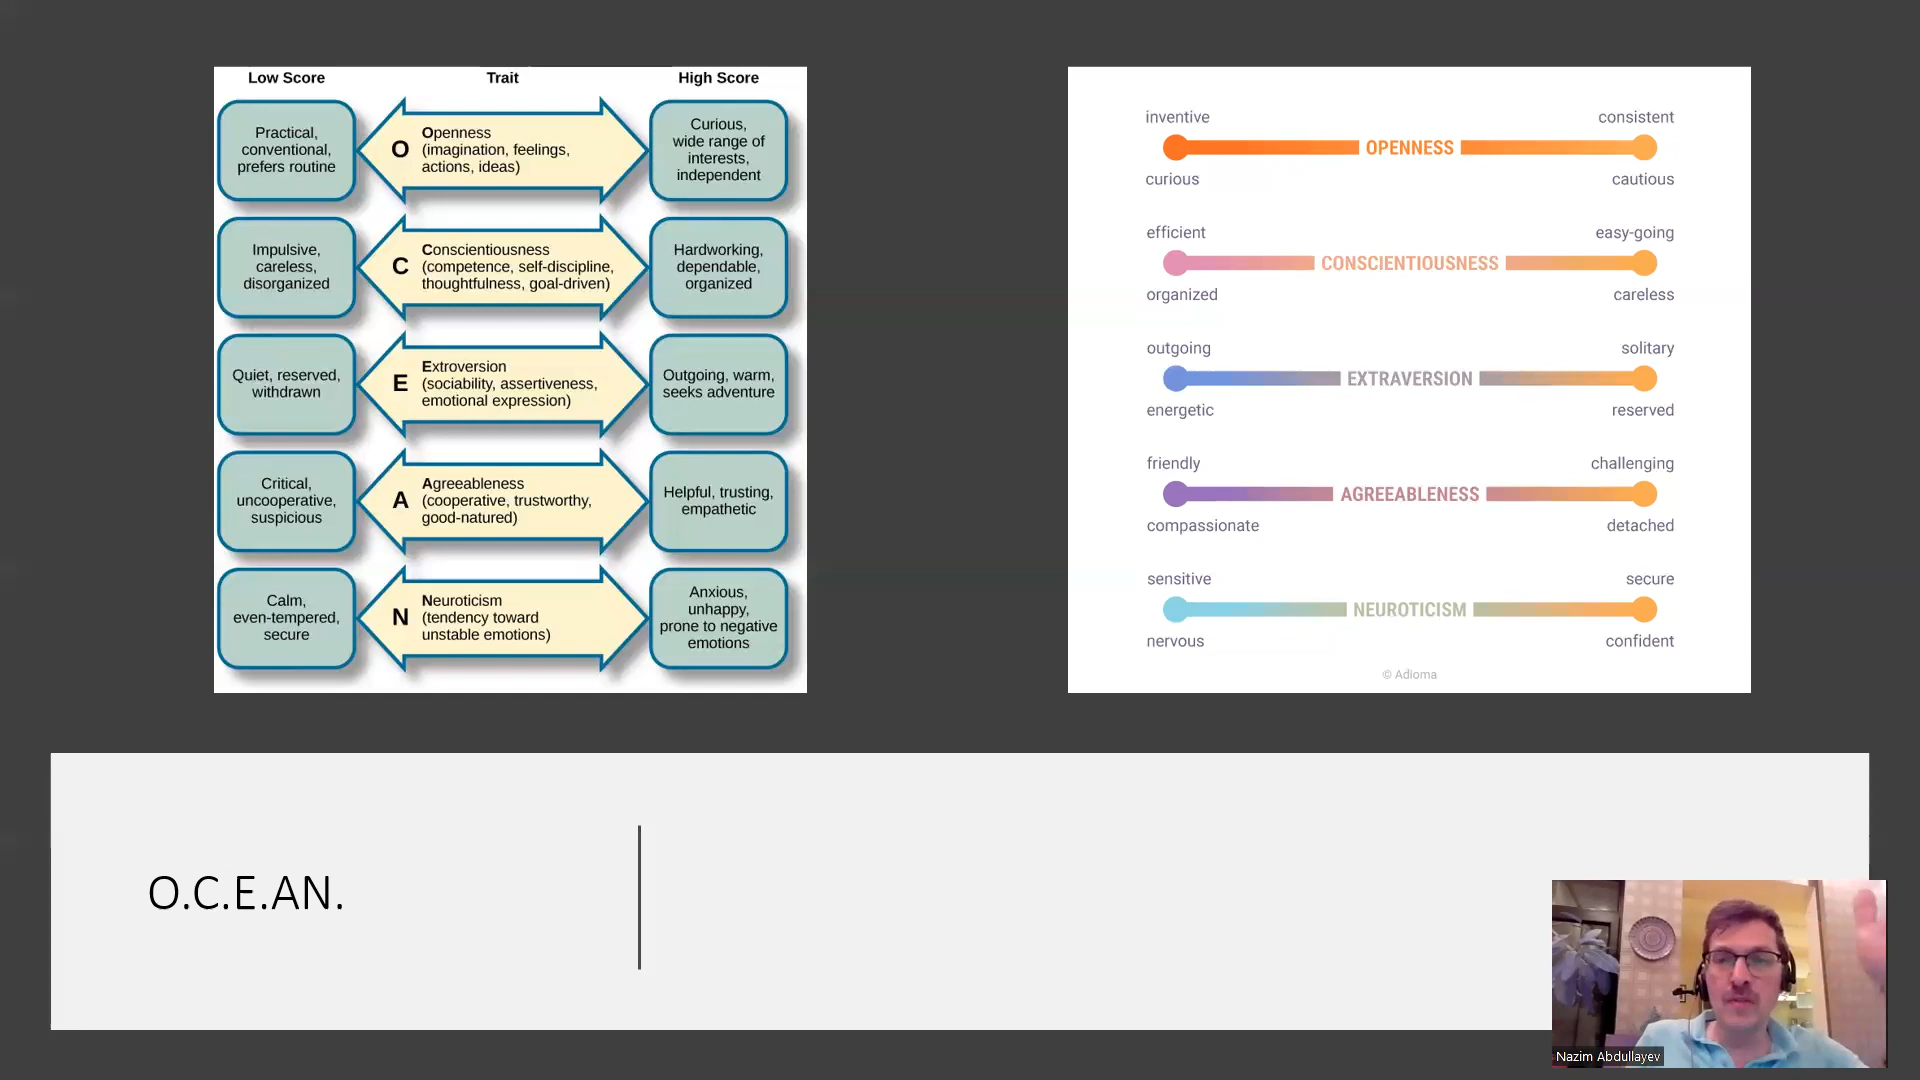 Low Score
Trait
High Score
Practical,
conventional,
prefers routine
O
Openness
(imagination, feelings,
actions, ideas)
Curious,
wide range of
interests,
independent
Impulsive,
careless,
disorganized
C
Conscientiousness
(competence, self-discipline,
thoughtfulness, goal-driven)
Hardworking,
dependable,
organized
Quiet, reserved,
withdrawn
E
Extroversion
(sociability, assertiveness,
emotional expression)
Outgoing, warm,
seeks adventure
Critical,
uncooperative,
suspicious
A
Agreeableness
(cooperative, trustworthy,
good-natured)
Helpful, trusting,
empathetic
Calm,
even-tempered,
secure
N
Neuroticism
(tendency toward
unstable emotions)
Anxious,
unhappy,
prone to negative
emotions
inventive
consistent
OPENNESS
curious
cautious
efficient
easy-going
CONSCIENTIOUSNESS
organized
careless
outgoing
solitary
EXTRAVERSION
energetic
reserved
friendly
challenging
AGREEABLENESS
compassionate
detached
sensitive
secure
NEUROTICISM
nervous
confident
© Adioma
O.C.E.AN.
Nazim Abdullayev